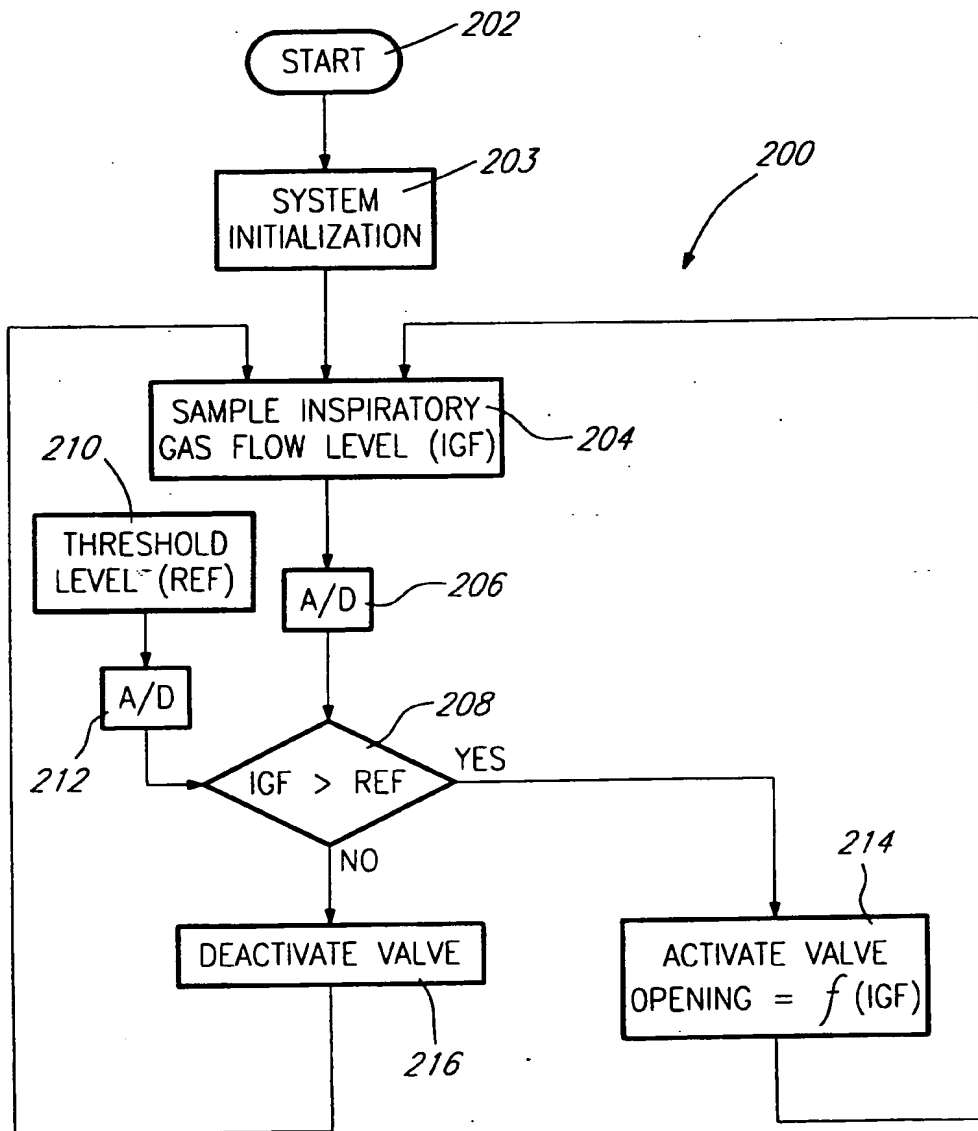 202
START
203
SYSTEM
INITIALIZATION
200
SAMPLE INSPIRATORY
GAS FLOW LEVEL (IGF)
204
210
THRESHOLD
LEVEL (REF)
A/D
206
A/D
212
208
IGF > REF
YES
NO
214
DEACTIVATE VALVE
216
ACTIVATE VALVE
OPENING = f (IGF)